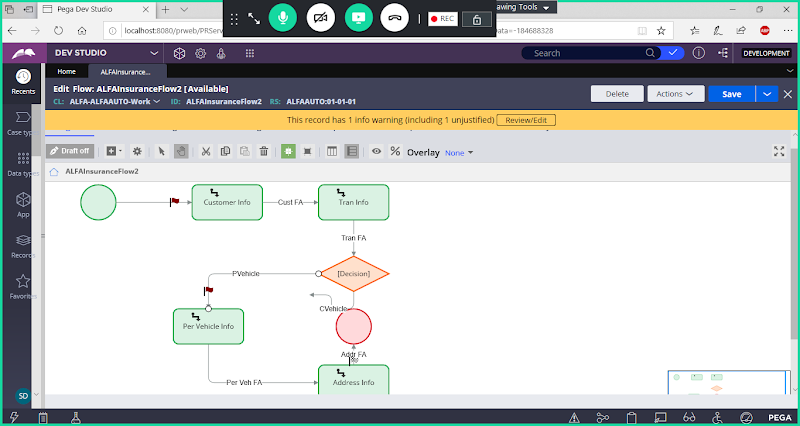 Pega Dev Studio
localhost:8080/prweb/PRServ
REC
awing Tools
Data=-184688328
DEV STUDIO
Search
DEVELOPMENT
Recents
Home
ALFAInsurance...
Edit Flow: ALFAInsuranceFlow2 [Available]
CL: ALFA-ALFAAUTO-Work ID: ALFAInsuranceFlow2 RS: ALFAAUTO:01-01-01
Delete
Actions
Save
This record has 1 info warning (including 1 unjustified)
Review/Edit
Case typ
Draft off
Overlay None
Data typ
ALFAInsuranceFlow2
App
Customer Info
Cust FA
Tran Info
Tran FA
Records
[Decision]
PVehicle
Favorite
CVehicle
Per Vehicle Info
Addr FA
Per Veh FA
Address Info
SD
PEGA